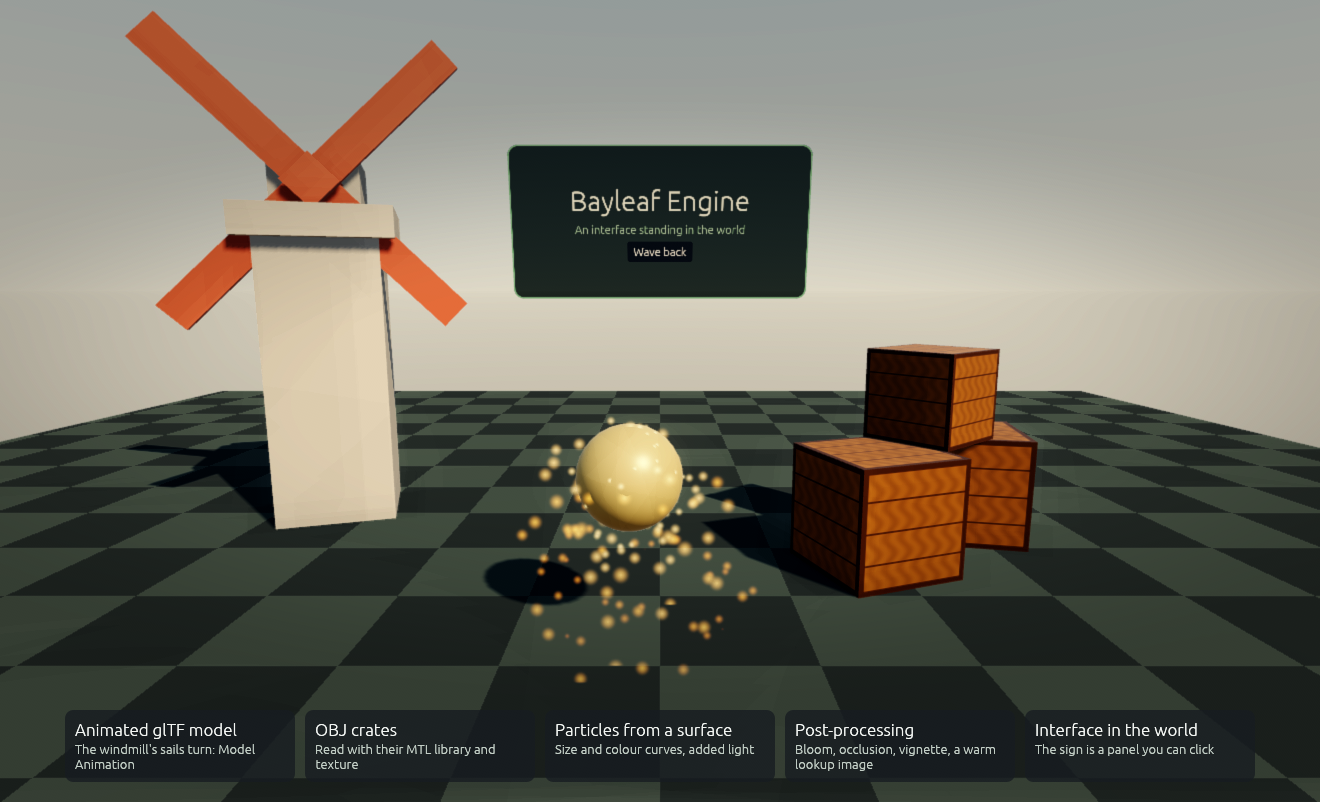 Bayleaf Engine
An interface standing in the world
Wave back
Animated glTF model
The windmill's sails turn: Model
Animation
OBJ crates
Read with their MTL library and
texture
Particles from a surface
Size and colour curves, added light
Post-processing
Bloom, occlusion, vignette, a warm
lookup image
Interface in the world
The sign is a panel you can click